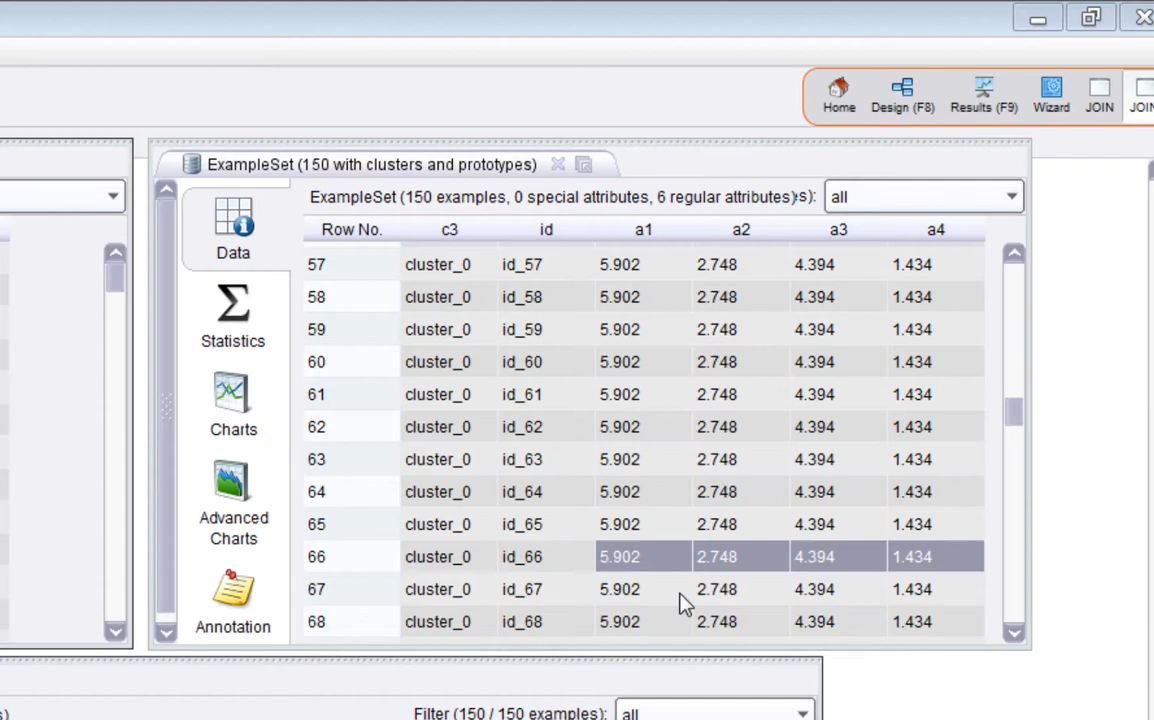 Home Design (F8) Results (F9) Wizard JOIN JOIN
ExampleSet (150 with clusters and prototypes)
Data
Statistics
Charts
Advanced
Charts
Annotation
ExampleSet (150 examples, 0 special attributes, 6 regular attributes) s): all
Row No. c3 id a1 a2 a3 a4
57 cluster_0 id_57 5.902 2.748 4.394 1.434
58 cluster_0 id_58 5.902 2.748 4.394 1.434
59 cluster_0 id_59 5.902 2.748 4.394 1.434
60 cluster_0 id_60 5.902 2.748 4.394 1.434
61 cluster_0 id_61 5.902 2.748 4.394 1.434
62 cluster_0 id_62 5.902 2.748 4.394 1.434
63 cluster_0 id_63 5.902 2.748 4.394 1.434
64 cluster_0 id_64 5.902 2.748 4.394 1.434
65 cluster_0 id_65 5.902 2.748 4.394 1.434
66 cluster_0 id_66 5.902 2.748 4.394 1.434
67 cluster_0 id_67 5.902 2.748 4.394 1.434
68 cluster_0 id_68 5.902 2.748 4.394 1.434
s) Filter (150 / 150 examples): all